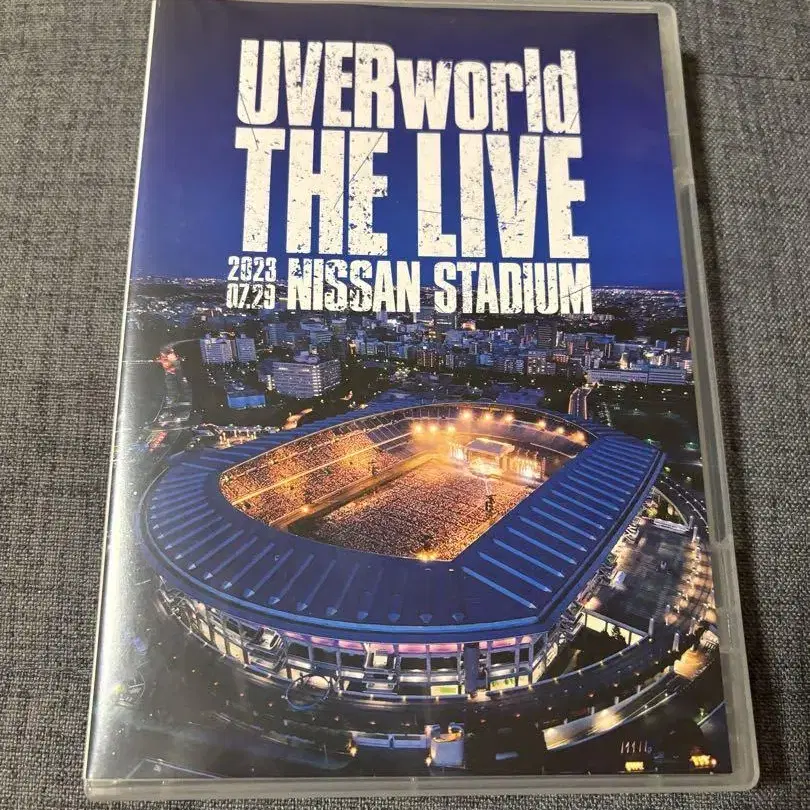 UVERworld
THE LIVE
2023
07.29
NISSAN STADIUM